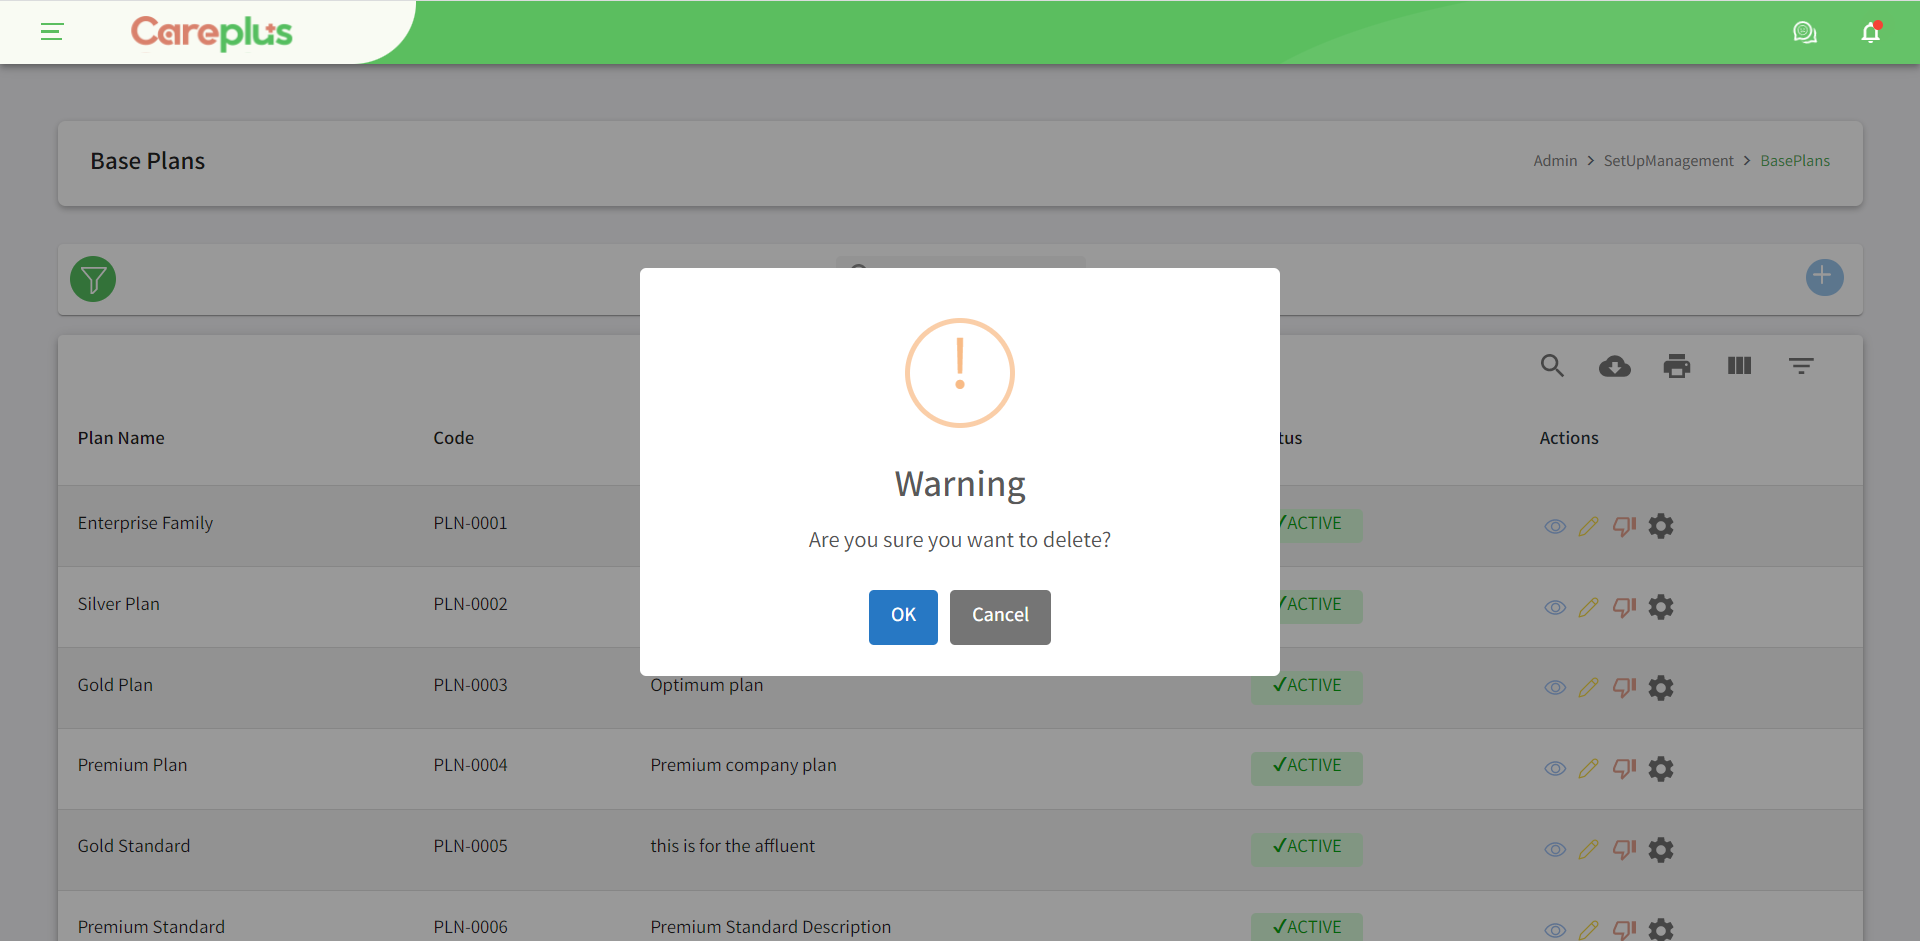 Careplus
Base Plans
Admin > SetUpManagement > BasePlans
Warning
Are you sure you want to delete?
OK Cancel
Plan Name Code Actions
Enterprise Family PLN-0001 ✓ACTIVE
Silver Plan PLN-0002 ✓ACTIVE
Gold Plan PLN-0003 Optimum plan ✓ACTIVE
Premium Plan PLN-0004 Premium company plan ✓ACTIVE
Gold Standard PLN-0005 this is for the affluent ✓ACTIVE
Premium Standard PLN-0006 Premium Standard Description ✓ACTIVE